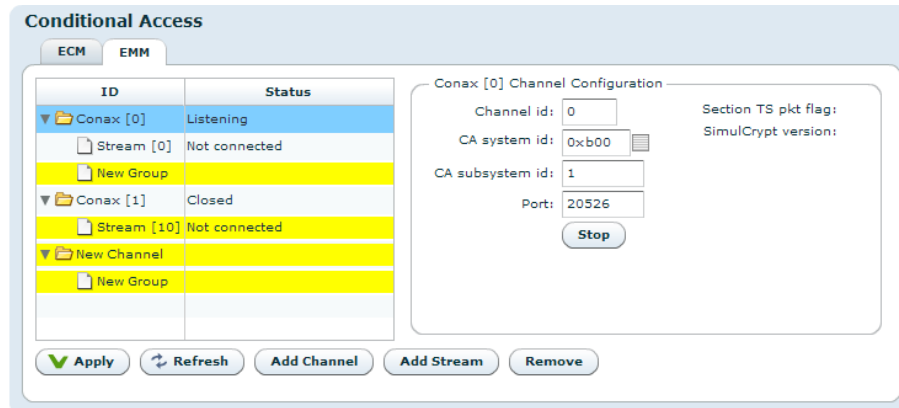 Conditional Access
ECM EMM
ID Status
Conax [0] Listening
Stream [0] Not connected
New Group
Conax [1] Closed
Stream [10] Not connected
New Channel
New Group
Conax [0] Channel Configuration
Channel id: 0
CA system id: 0xb00
CA subsystem id: 1
Port: 20526
Stop
Section TS pkt flag:
SimulCrypt version:
Apply Refresh Add Channel Add Stream Remove